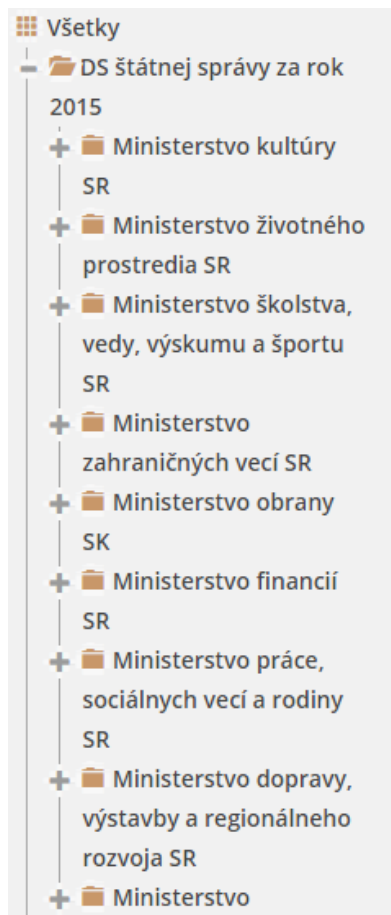 Všetky
DS štátnej správy za rok
2015
Ministerstvo kultúry
SR
Ministerstvo životného
prostredia SR
Ministerstvo školstva,
vedy, výskumu a športu
SR
Ministerstvo
zahraničných vecí SR
Ministerstvo obrany
SK
Ministerstvo financií
SR
Ministerstvo práce,
sociálnych vecí a rodiny
SR
Ministerstvo dopravy,
výstavby a regionálneho
rozvoja SR
Ministerstvo